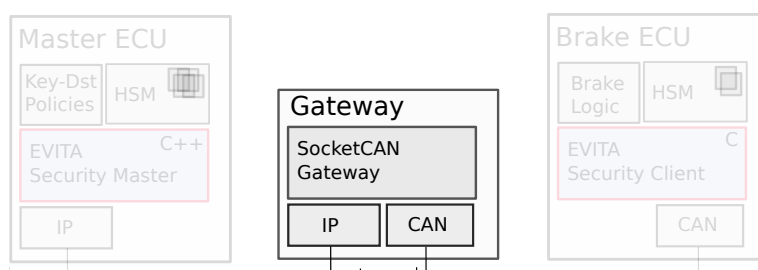 Master ECU
Key-Dst
Policies
HSM
EVITA
Security Master
C++
IP
Gateway
SocketCAN
Gateway
IP
CAN
Brake ECU
Brake
Logic
HSM
EVITA
Security Client
C
CAN